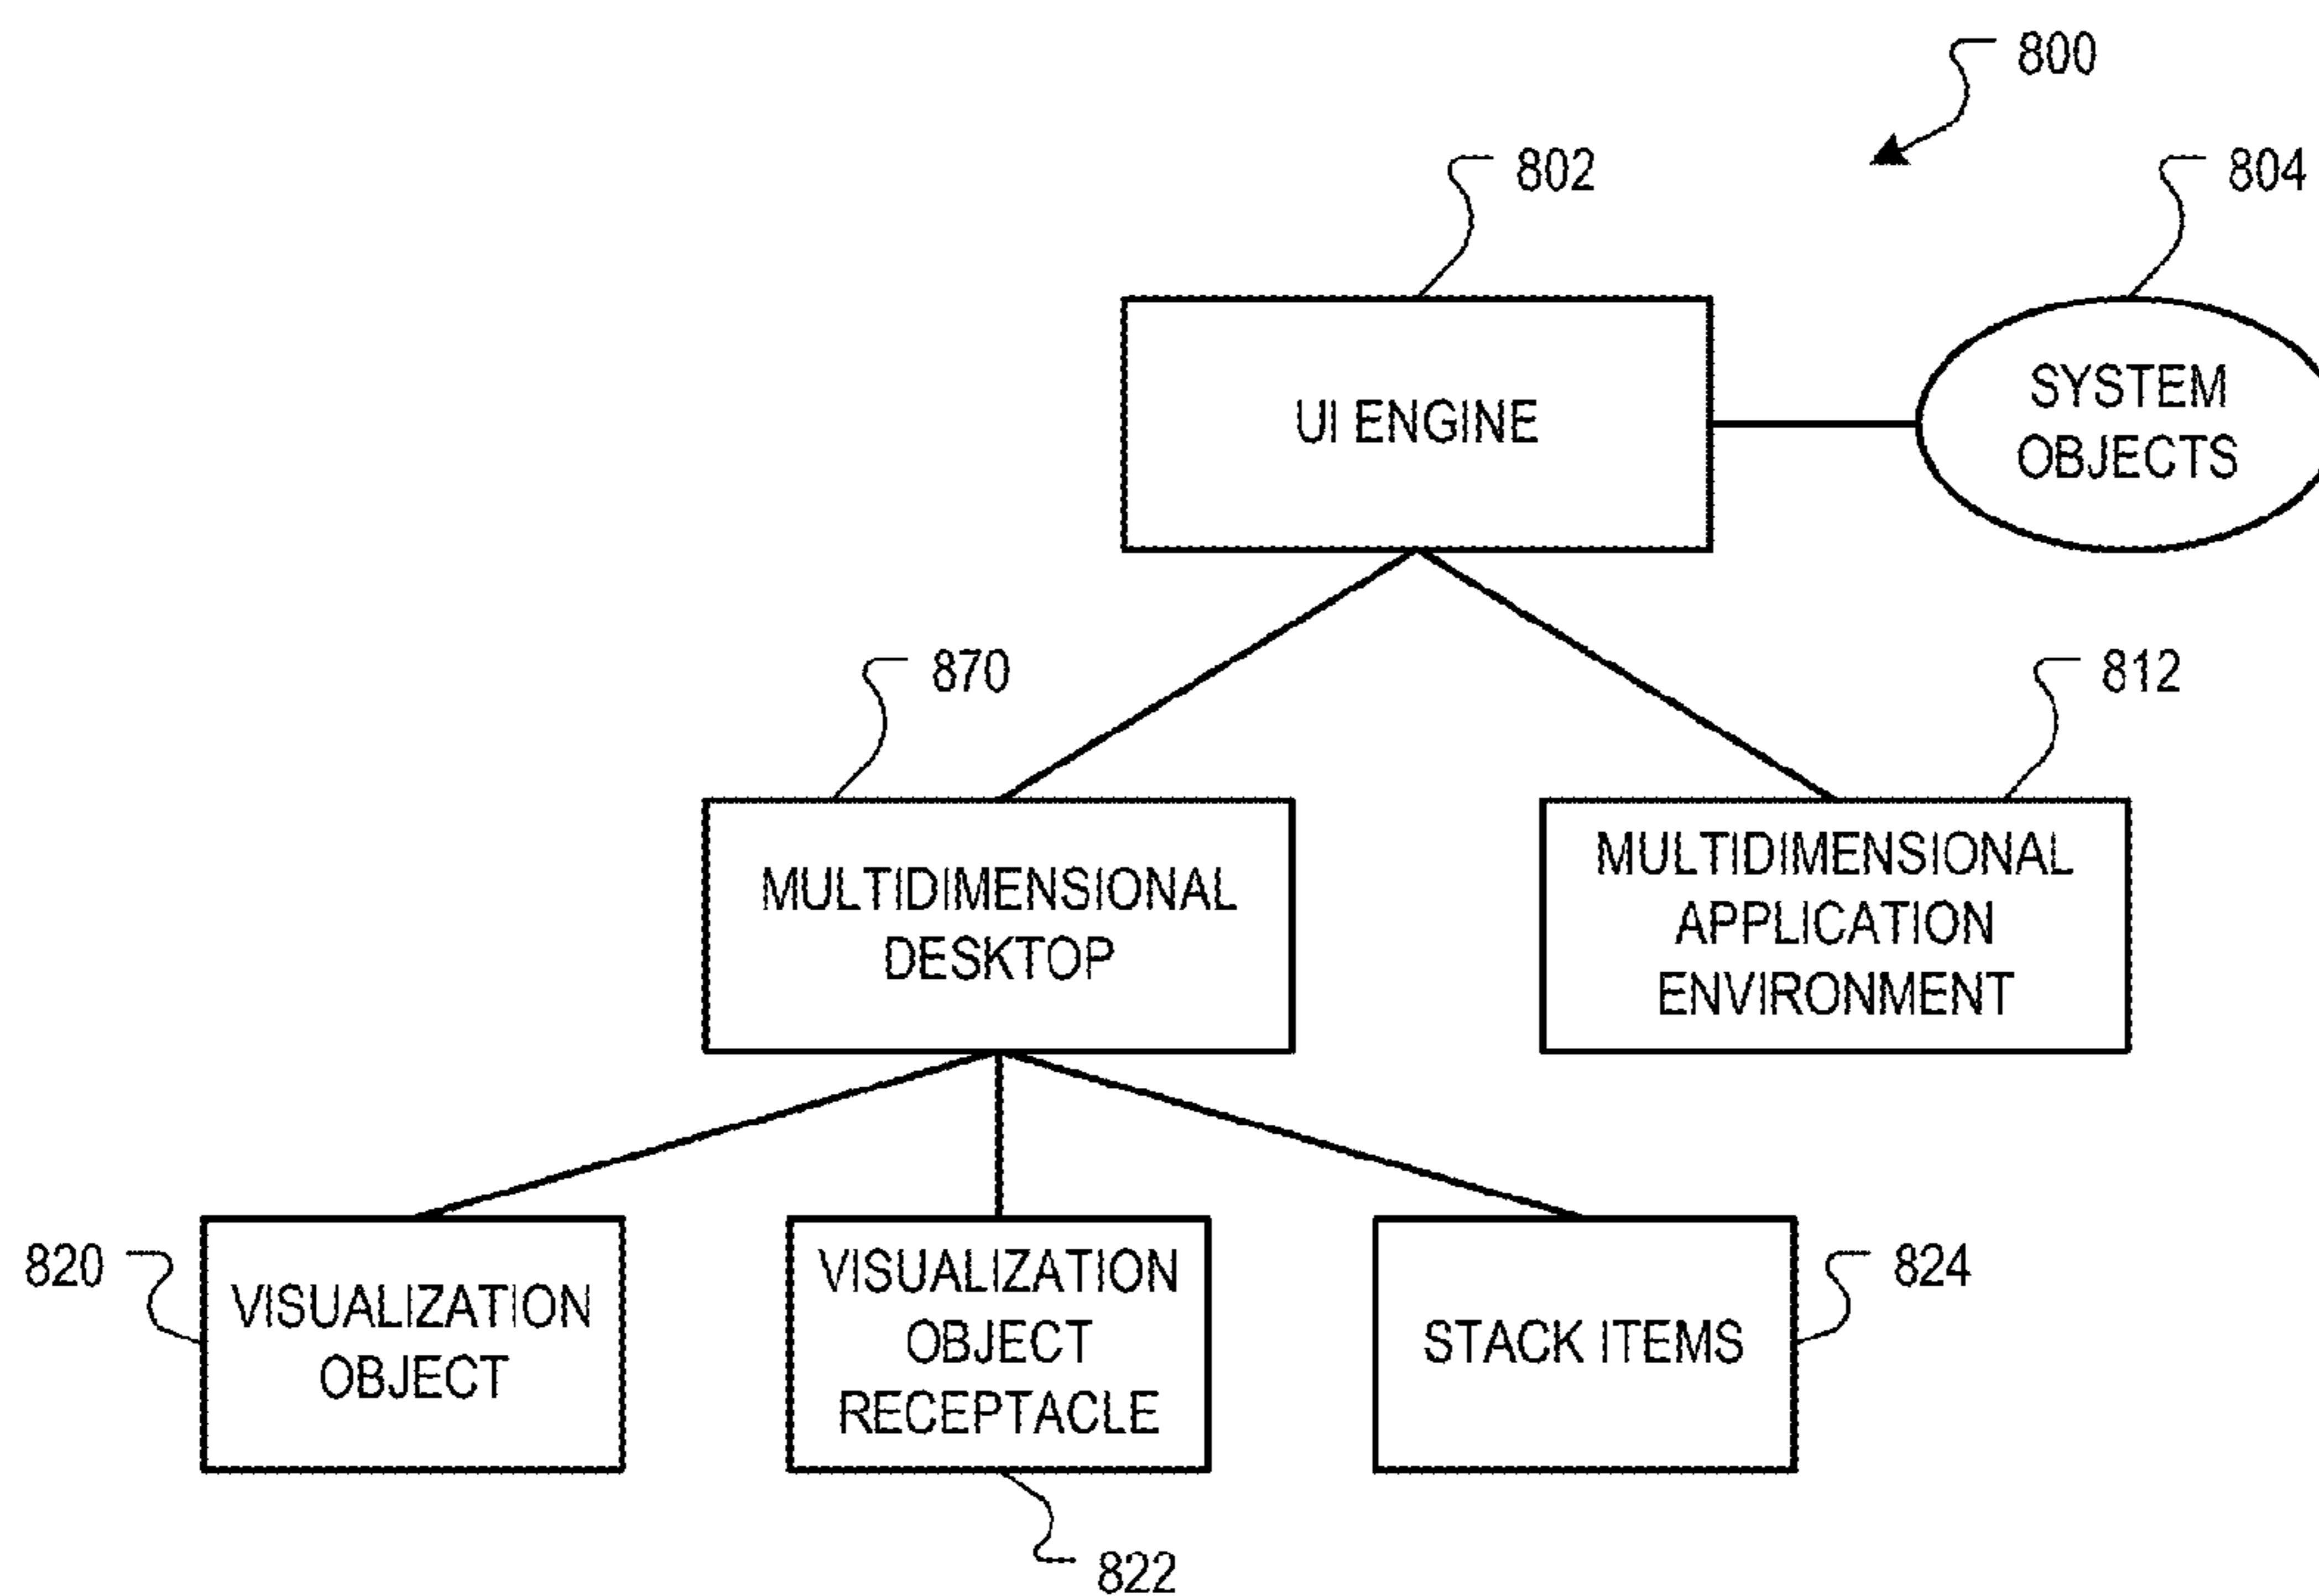 800
802
804
UI ENGINE
SYSTEM
OBJECTS
870
812
MULTIDIMENSIONAL
DESKTOP
MULTIDIMENSIONAL
APPLICATION
ENVIRONMENT
820
VISUALIZATION
OBJECT
VISUALIZATION
OBJECT
RECEPTACLE
STACK ITEMS
824
822